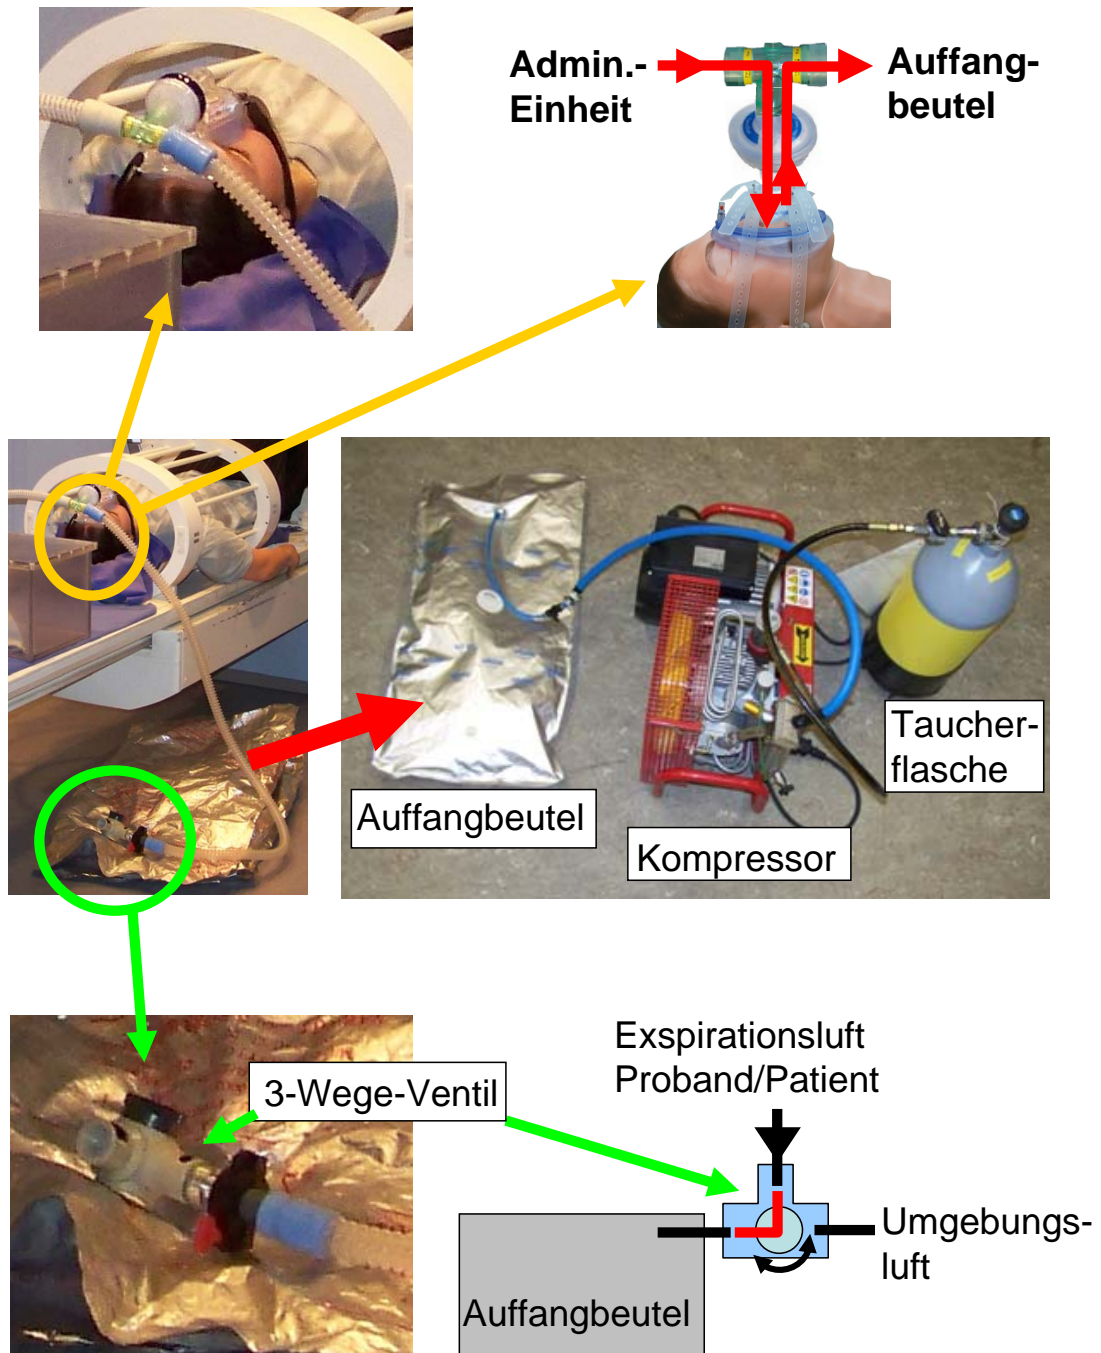 Admin.-
Einheit
Auffang-
beutel
Auffangbeutel
Kompressor
Taucher-
flasche
3-Wege-Ventil
Exspirationsluft
Proband/Patient
Umgebungs-
luft
Auffangbeutel